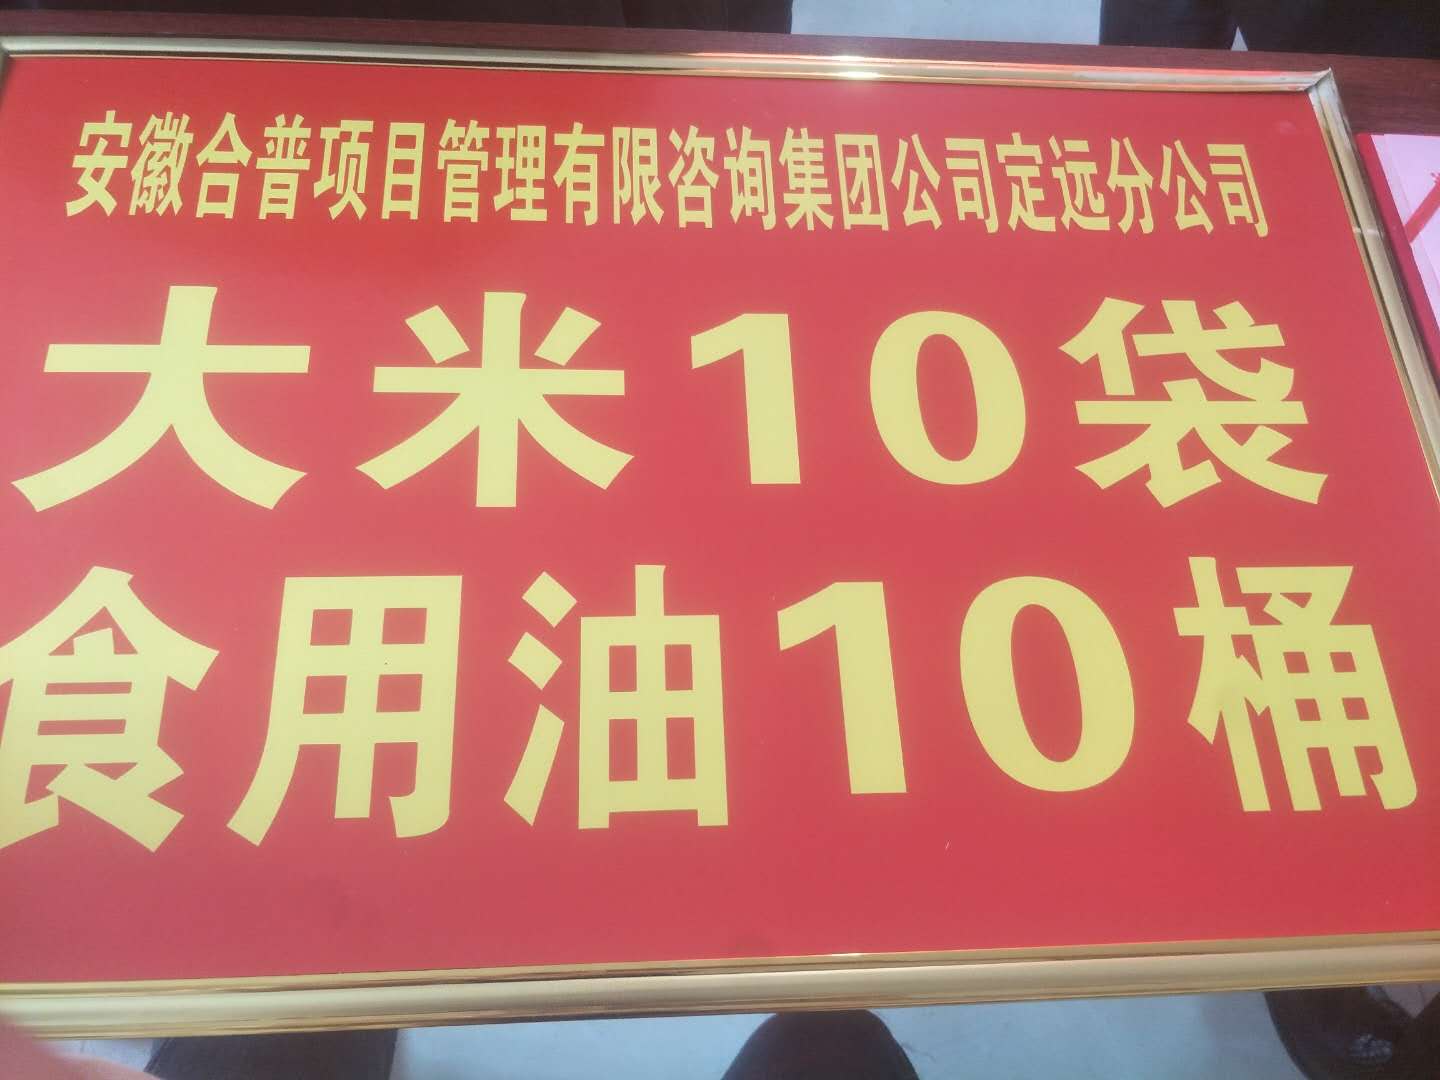 安徽合普项目管理有限咨询集团公司定远分公司
大米10袋
食用油10桶